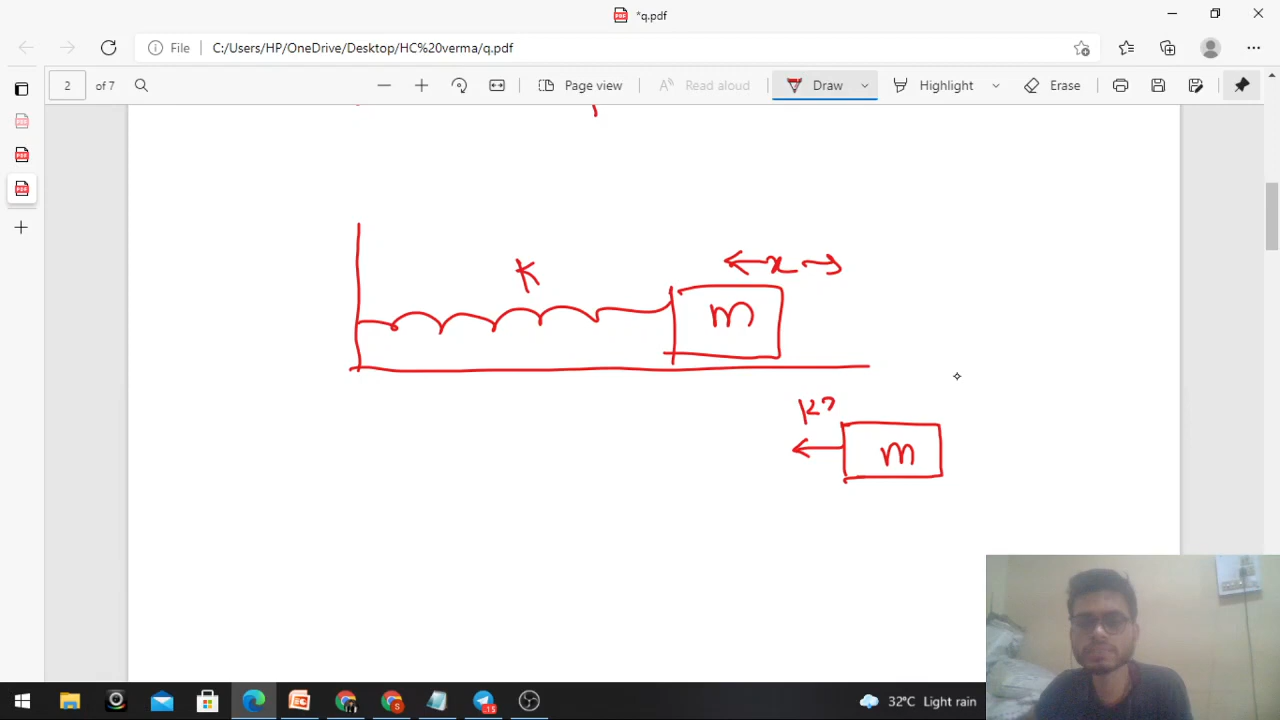 *q.pdf
File C:/Users/HP/OneDrive/Desktop/HC%20verma/q.pdf
2 of 7 Page view Read aloud Draw Highlight Erase
K
x
m
m
32°C Light rain